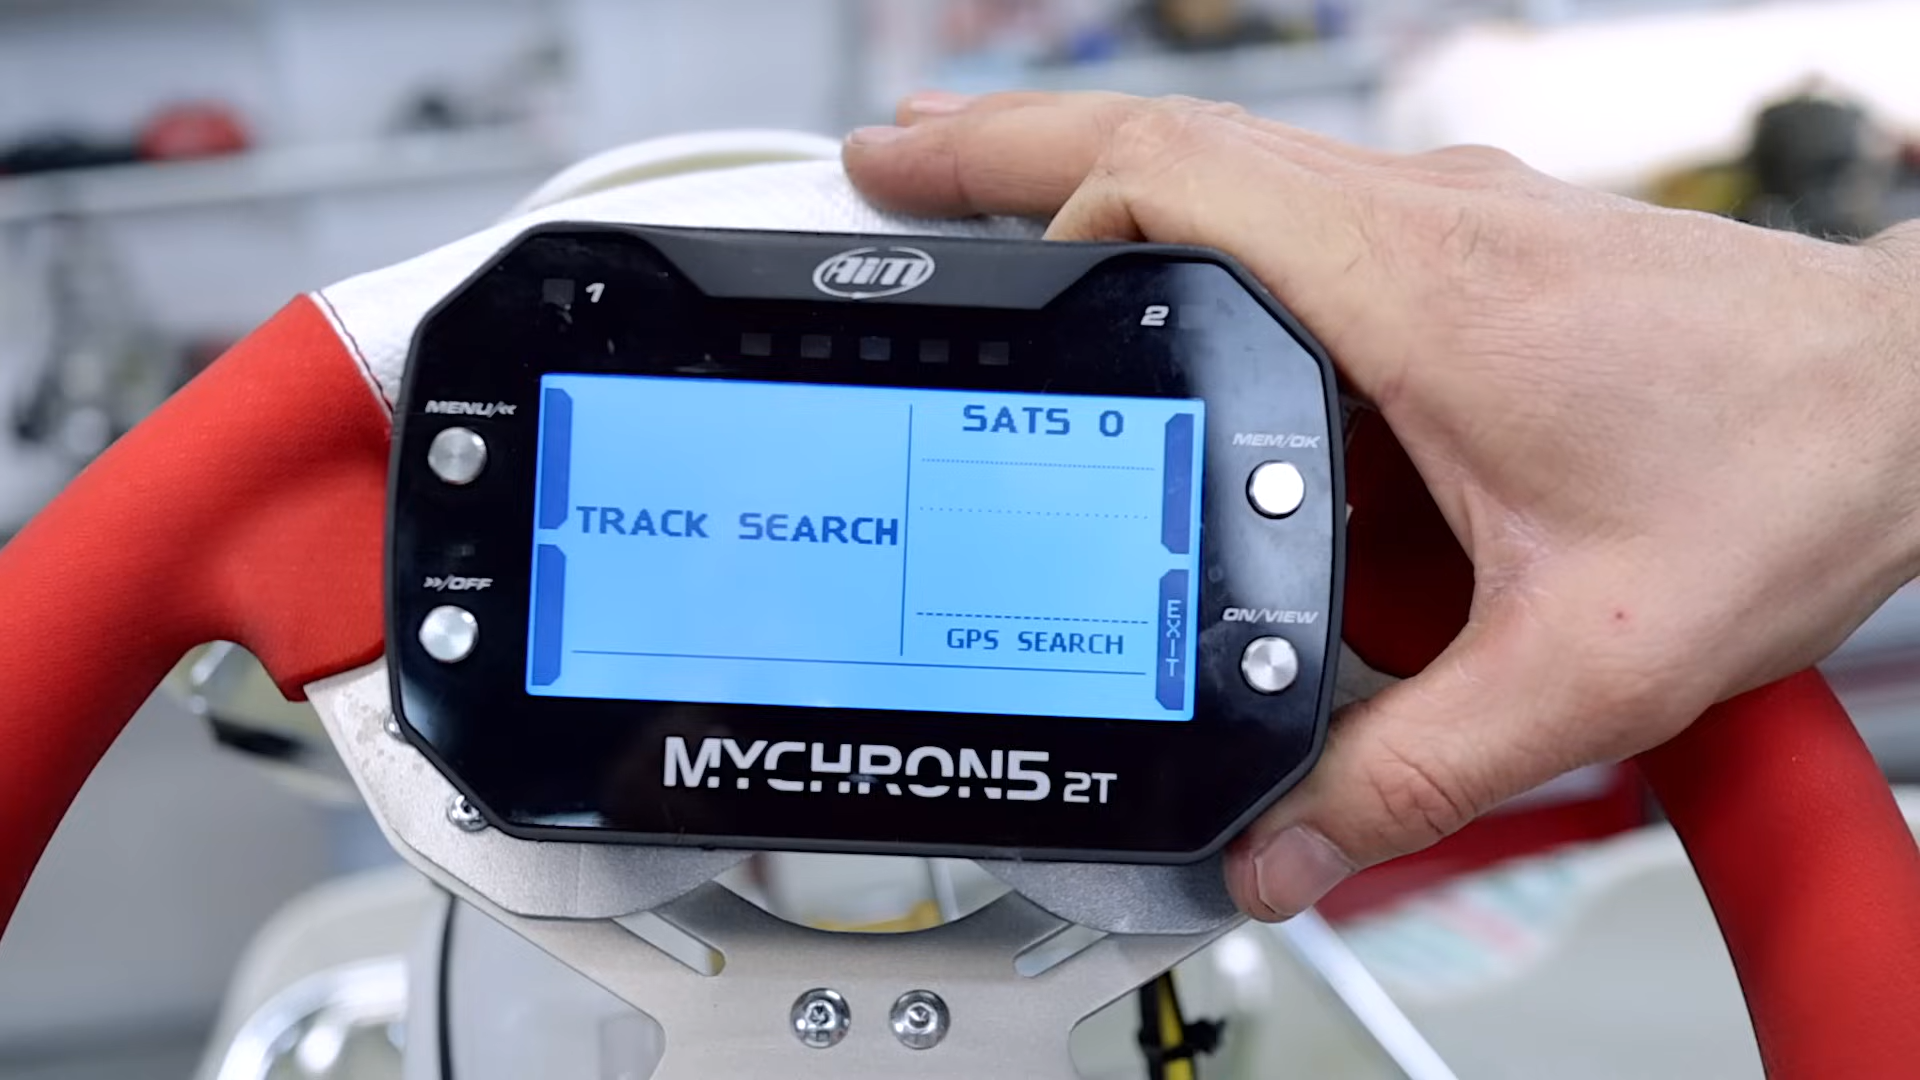 AiM
1
2
MENU/<<
SATS 0
MEM/OK
TRACK SEARCH
>>/OFF
EXIT
ON/VIEW
GPS SEARCH
MYCHRON5 2T